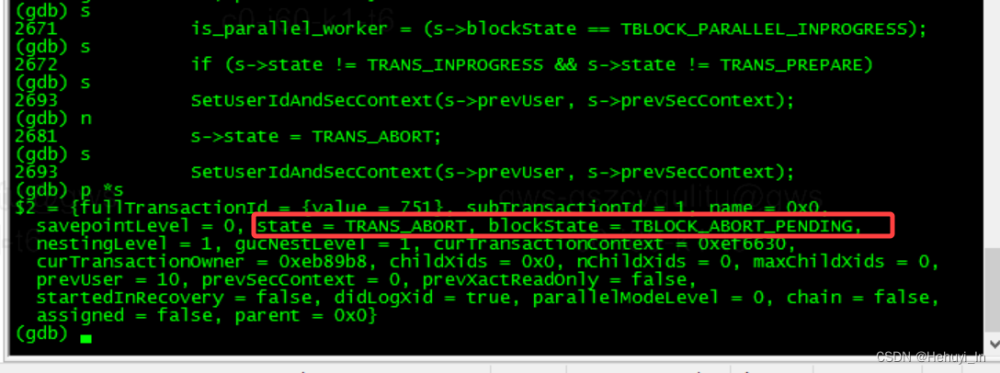 (gdb) s
2671 is_parallel_worker = (s->blockState == TBLOCK_PARALLEL_INPROGRESS);
(gdb) s
2672 if (s->state != TRANS_INPROGRESS && s->state != TRANS_PREPARE)
(gdb) s
2693 SetUserIdAndSecContext(s->prevUser, s->prevSecContext);
(gdb) n
2681 s->state = TRANS_ABORT;
(gdb) s
2693 SetUserIdAndSecContext(s->prevUser, s->prevSecContext);
(gdb) p *s
$2 = {fullTransactionId = {value = 751}, subTransactionId = 1, name = 0x0,
savepointLevel = 0, state = TRANS_ABORT, blockState = TBLOCK_ABORT_PENDING,
nestingLevel = 1, gucNestLevel = 1, curTransactionContext = 0xef6630,
curTransactionOwner = 0xeb89b8, childXids = 0x0, nChildXids = 0, maxChildXids = 0,
prevUser = 10, prevSecContext = 0, prevXactReadOnly = false,
startedInRecovery = false, didLogXid = true, parallelModeLevel = 0, chain = false,
assigned = false, parent = 0x0}
(gdb)
CSDN @Hehuyi_In